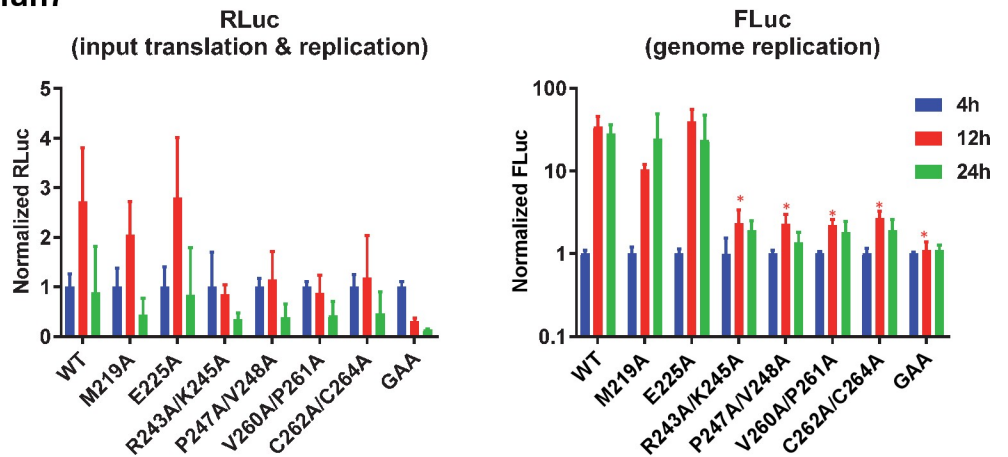 RLuc
(input translation & replication)
5
4
3
2
1
0
Normalized RLuc
WT
M219A
E225A
R243A/K245A
P247A/V248A
V260A/P261A
C262A/C264A
GAA
FLuc
(genome replication)
100
10
1
0.1
Normalized FLuc
*
*
*
*
*
WT
M219A
E225A
R243A/K245A
P247A/V248A
V260A/P261A
C262A/C264A
GAA
4h
12h
24h